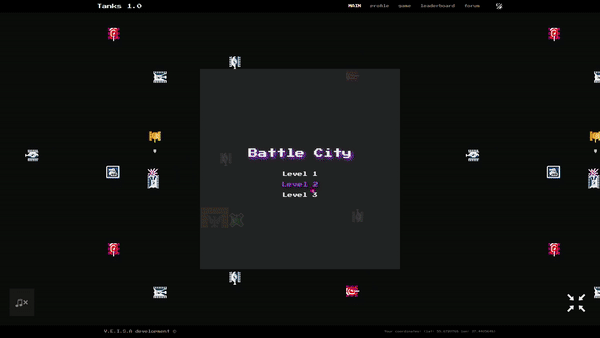 Tanks 1.0
MAIN profile game leaderboard forum
Battle City
Level 1
Level 2
Level 3
V.E.I.D.A development ©